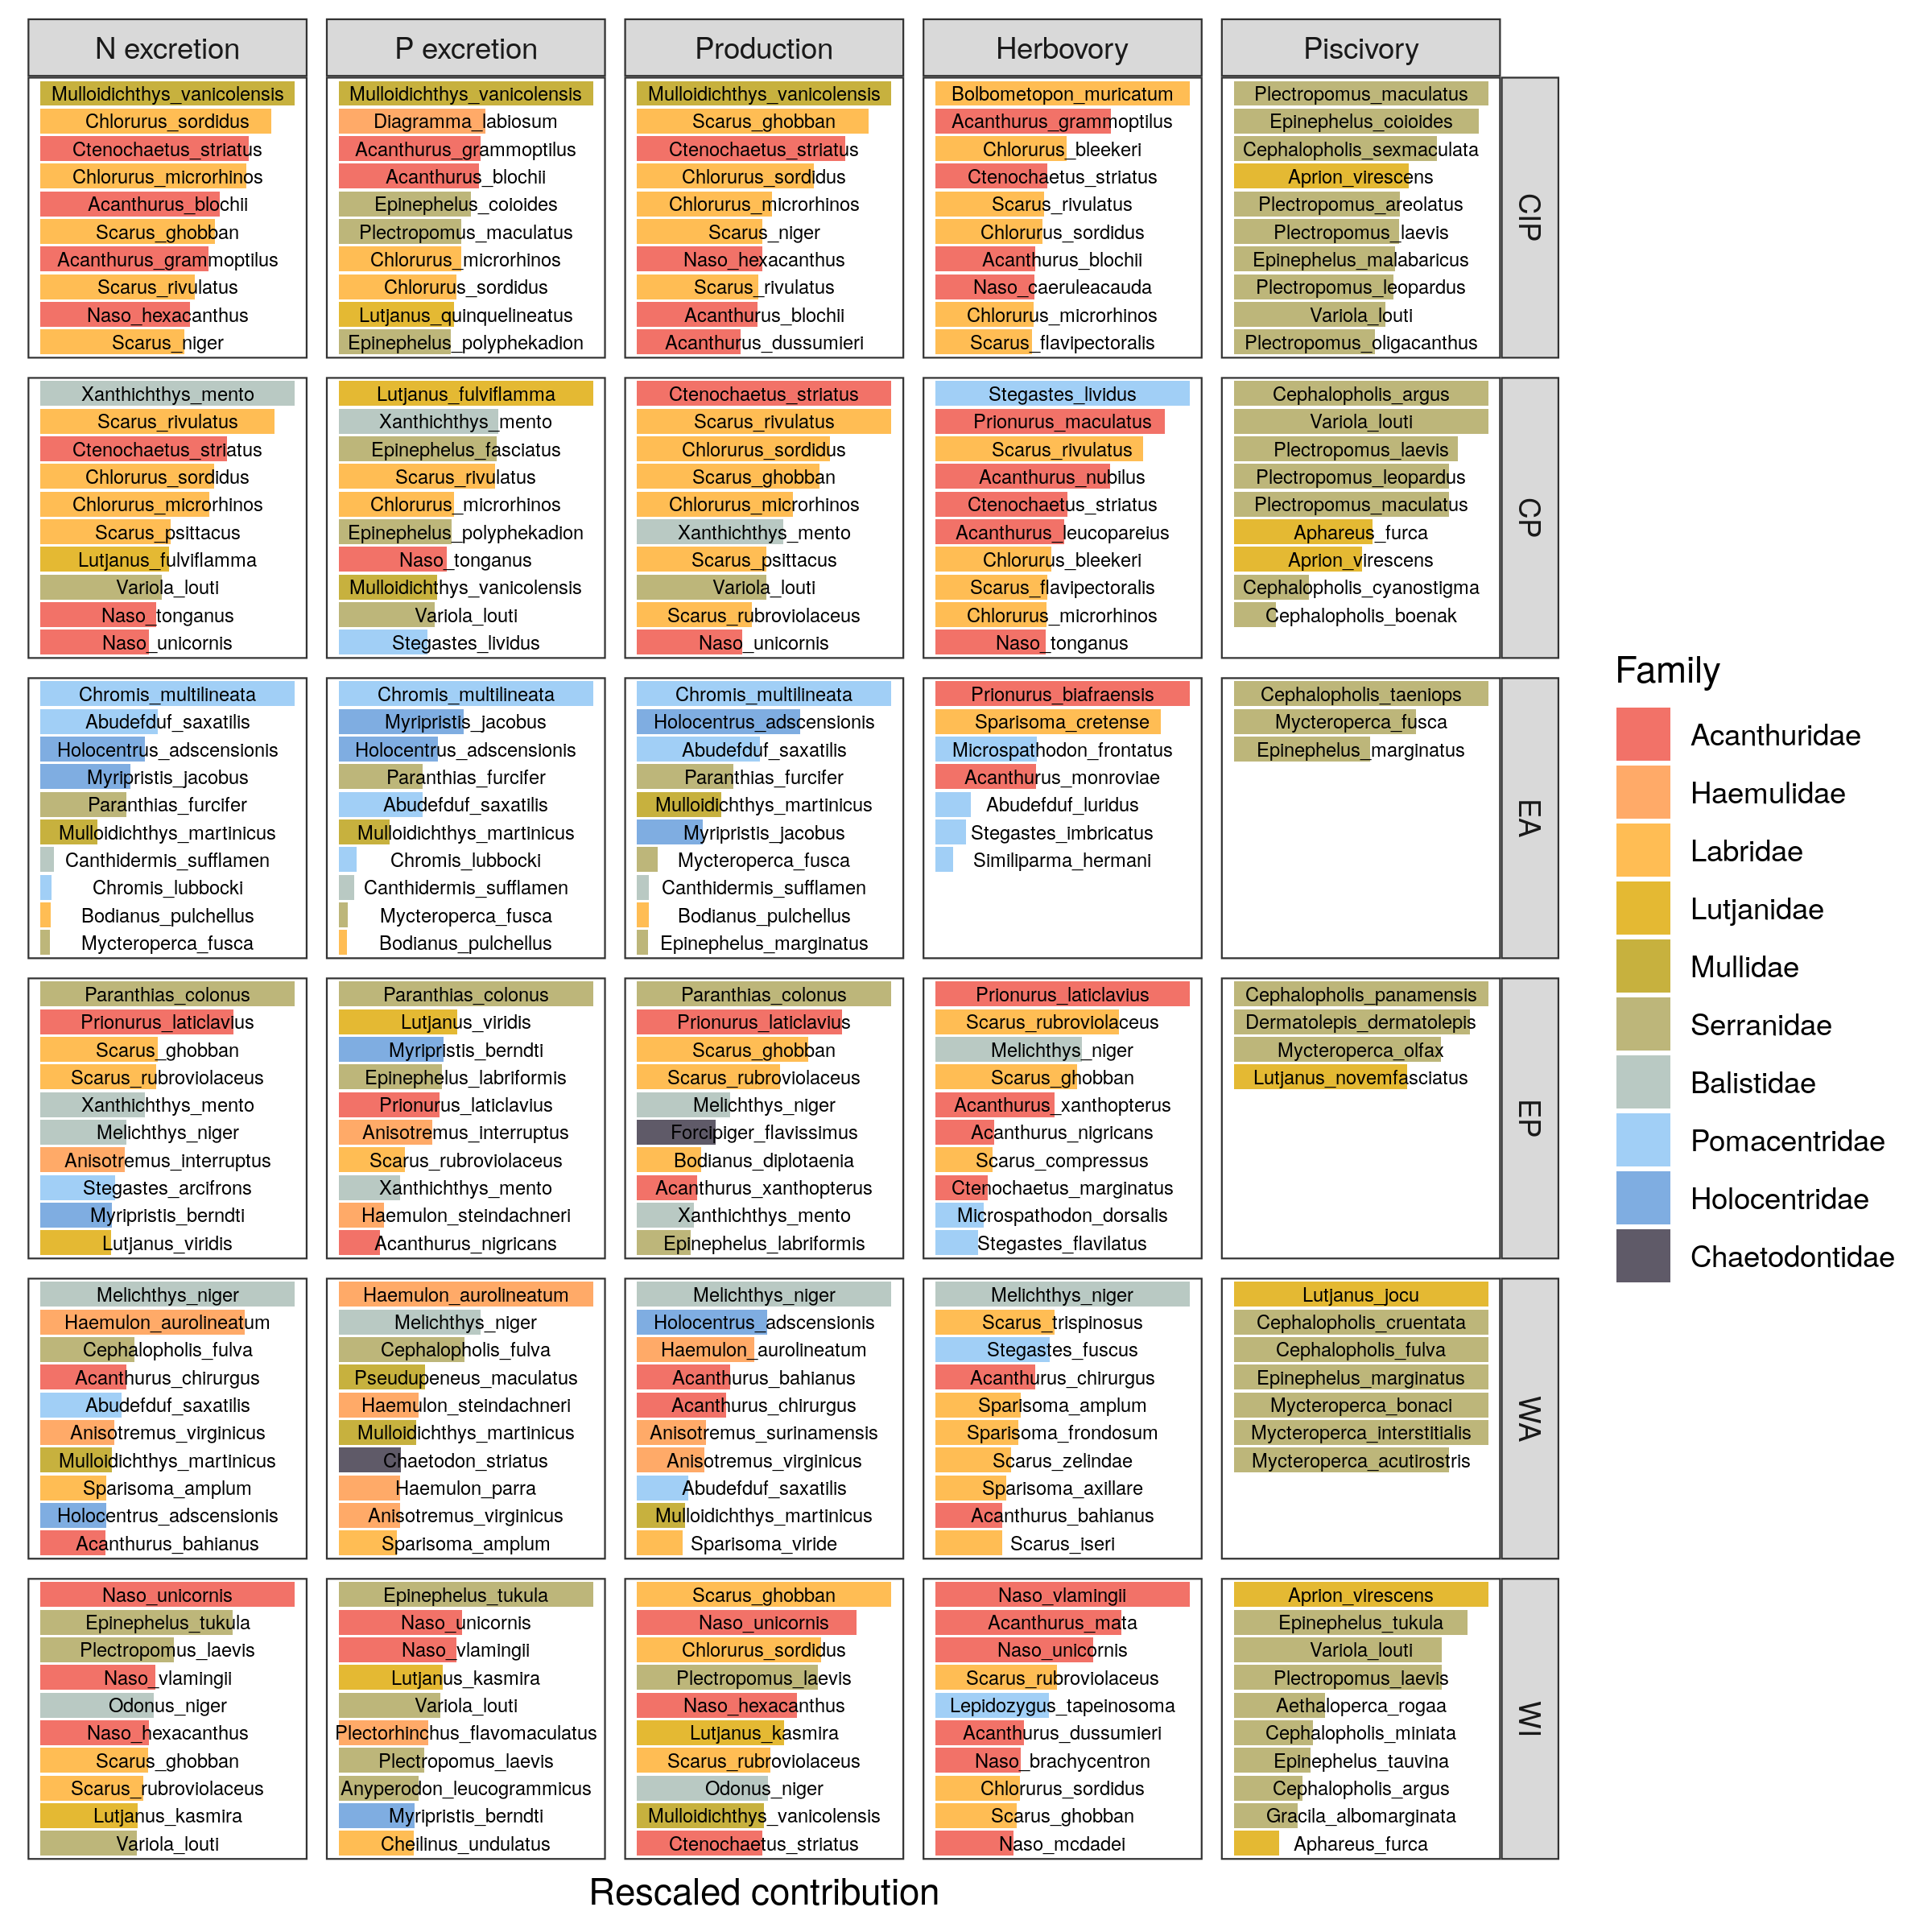 N excretion
P excretion
Production
Herbovory
Piscivory
Mulloidichthys_vanicolensis
Chlorurus_sordidus
Ctenochaetus_striatus
Chlorurus_microrhinos
Acanthurus_blochii
Scarus_ghobban
Acanthurus_grammoptilus
Scarus_rivulatus
Naso_hexacanthus
Scarus_niger
Mulloidichthys_vanicolensis
Diagramma_labiosum
Acanthurus_grammoptilus
Acanthurus_blochii
Epinephelus_coioides
Plectropomus_maculatus
Chlorurus_microrhinos
Chlorurus_sordidus
Lutjanus_quinquelineatus
Epinephelus_polyphekadion
Mulloidichthys_vanicolensis
Scarus_ghobban
Ctenochaetus_striatus
Chlorurus_sordidus
Chlorurus_microrhinos
Scarus_niger
Naso_hexacanthus
Scarus_rivulatus
Acanthurus_blochii
Acanthurus_dussumieri
Bolbometopon_muricatum
Acanthurus_grammoptilus
Chlorurus_bleekeri
Ctenochaetus_striatus
Scarus_rivulatus
Chlorurus_sordidus
Acanthurus_blochii
Naso_caeruleacauda
Chlorurus_microrhinos
Scarus_flavipectoralis
Plectropomus_maculatus
Epinephelus_coioides
Cephalopholis_sexmaculata
Aprion_virescens
Plectropomus_areolatus
Plectropomus_laevis
Epinephelus_malabaricus
Plectropomus_leopardus
Variola_louti
Plectropomus_oligacanthus
CIP
Xanthichthys_mento
Scarus_rivulatus
Ctenochaetus_striatus
Chlorurus_sordidus
Chlorurus_microrhinos
Scarus_psittacus
Lutjanus_fulviflamma
Variola_louti
Naso_tonganus
Naso_unicornis
Lutjanus_fulviflamma
Xanthichthys_mento
Epinephelus_fasciatus
Scarus_rivulatus
Chlorurus_microrhinos
Epinephelus_polyphekadion
Naso_tonganus
Mulloidichthys_vanicolensis
Variola_louti
Stegastes_lividus
Ctenochaetus_striatus
Scarus_rivulatus
Chlorurus_sordidus
Scarus_ghobban
Chlorurus_microrhinos
Xanthichthys_mento
Scarus_psittacus
Variola_louti
Scarus_rubroviolaceus
Naso_unicornis
Stegastes_lividus
Prionurus_maculatus
Scarus_rivulatus
Acanthurus_nubilus
Ctenochaetus_striatus
Acanthurus_leucopareius
Chlorurus_bleekeri
Scarus_flavipectoralis
Chlorurus_microrhinos
Naso_tonganus
Cephalopholis_argus
Variola_louti
Plectropomus_laevis
Plectropomus_leopardus
Plectropomus_maculatus
Aphareus_furca
Aprion_virescens
Cephalopholis_cyanostigma
Cephalopholis_boenak
CP
Chromis_multilineata
Abudefduf_saxatilis
Holocentrus_adscensionis
Myripristis_jacobus
Paranthias_furcifer
Mulloidichthys_martinicus
Canthidermis_sufflamen
Chromis_lubbocki
Bodianus_pulchellus
Mycteroperca_fusca
Chromis_multilineata
Myripristis_jacobus
Holocentrus_adscensionis
Paranthias_furcifer
Abudefduf_saxatilis
Mulloidichthys_martinicus
Chromis_lubbocki
Canthidermis_sufflamen
Mycteroperca_fusca
Bodianus_pulchellus
Chromis_multilineata
Holocentrus_adscensionis
Abudefduf_saxatilis
Paranthias_furcifer
Mulloidichthys_martinicus
Myripristis_jacobus
Mycteroperca_fusca
Canthidermis_sufflamen
Bodianus_pulchellus
Epinephelus_marginatus
Prionurus_biafraensis
Sparisoma_cretense
Microspathodon_frontatus
Acanthurus_monroviae
Abudefduf_luridus
Stegastes_imbricatus
Similiparma_hermani
Cephalopholis_taeniops
Mycteroperca_fusca
Epinephelus_marginatus
EA
Paranthias_colonus
Prionurus_laticlavius
Scarus_ghobban
Scarus_rubroviolaceus
Xanthichthys_mento
Melichthys_niger
Anisotremus_interruptus
Stegastes_arcifrons
Myripristis_berndti
Lutjanus_viridis
Paranthias_colonus
Lutjanus_viridis
Myripristis_berndti
Epinephelus_labriformis
Prionurus_laticlavius
Anisotremus_interruptus
Scarus_rubroviolaceus
Xanthichthys_mento
Haemulon_steindachneri
Acanthurus_nigricans
Paranthias_colonus
Prionurus_laticlavius
Scarus_ghobban
Scarus_rubroviolaceus
Melichthys_niger
Forcipiger_flavissimus
Bodianus_diplotaenia
Acanthurus_xanthopterus
Xanthichthys_mento
Epinephelus_labriformis
Prionurus_laticlavius
Scarus_rubroviolaceus
Melichthys_niger
Scarus_ghobban
Acanthurus_xanthopterus
Acanthurus_nigricans
Scarus_compressus
Ctenochaetus_marginatus
Microspathodon_dorsalis
Stegastes_flavilatus
Cephalopholis_panamensis
Dermatolepis_dermatolepis
Mycteroperca_olfax
Lutjanus_novemfasciatus
EP
Melichthys_niger
Haemulon_aurolineatum
Cephalopholis_fulva
Acanthurus_chirurgus
Abudefduf_saxatilis
Anisotremus_virginicus
Mulloidichthys_martinicus
Sparisoma_amplum
Holocentrus_adscensionis
Acanthurus_bahianus
Haemulon_aurolineatum
Melichthys_niger
Cephalopholis_fulva
Pseudupeneus_maculatus
Haemulon_steindachneri
Mulloidichthys_martinicus
Chaetodon_striatus
Haemulon_parra
Anisotremus_virginicus
Sparisoma_amplum
Melichthys_niger
Holocentrus_adscensionis
Haemulon_aurolineatum
Acanthurus_bahianus
Acanthurus_chirurgus
Anisotremus_surinamensis
Anisotremus_virginicus
Abudefduf_saxatilis
Mulloidichthys_martinicus
Sparisoma_viride
Melichthys_niger
Scarus_trispinosus
Stegastes_fuscus
Acanthurus_chirurgus
Sparisoma_amplum
Sparisoma_frondosum
Scarus_zelindae
Sparisoma_axillare
Acanthurus_bahianus
Scarus_iseri
Lutjanus_jocu
Cephalopholis_cruentata
Cephalopholis_fulva
Epinephelus_marginatus
Mycteroperca_bonaci
Mycteroperca_interstitialis
Mycteroperca_acutirostris
WA
Naso_unicornis
Epinephelus_tukula
Plectropomus_laevis
Naso_vlamingii
Odonus_niger
Naso_hexacanthus
Scarus_ghobban
Scarus_rubroviolaceus
Lutjanus_kasmira
Variola_louti
Epinephelus_tukula
Naso_unicornis
Naso_vlamingii
Lutjanus_kasmira
Variola_louti
Plectorhinchus_flavomaculatus
Plectropomus_laevis
Anyperodon_leucogrammicus
Myripristis_berndti
Cheilinus_undulatus
Scarus_ghobban
Naso_unicornis
Chlorurus_sordidus
Plectropomus_laevis
Naso_hexacanthus
Lutjanus_kasmira
Scarus_rubroviolaceus
Odonus_niger
Mulloidichthys_vanicolensis
Ctenochaetus_striatus
Naso_vlamingii
Acanthurus_mata
Naso_unicornis
Scarus_rubroviolaceus
Lepidozygus_tapeinosoma
Acanthurus_dussumieri
Naso_brachycentron
Chlorurus_sordidus
Scarus_ghobban
Naso_mcdadei
Aprion_virescens
Epinephelus_tukula
Variola_louti
Plectropomus_laevis
Aethaloperca_rogaa
Cephalopholis_miniata
Epinephelus_tauvina
Cephalopholis_argus
Gracila_albomarginata
Aphareus_furca
WI
Rescaled contribution
Family
Acanthuridae
Haemulidae
Labridae
Lutjanidae
Mullidae
Serranidae
Balistidae
Pomacentridae
Holocentridae
Chaetodontidae